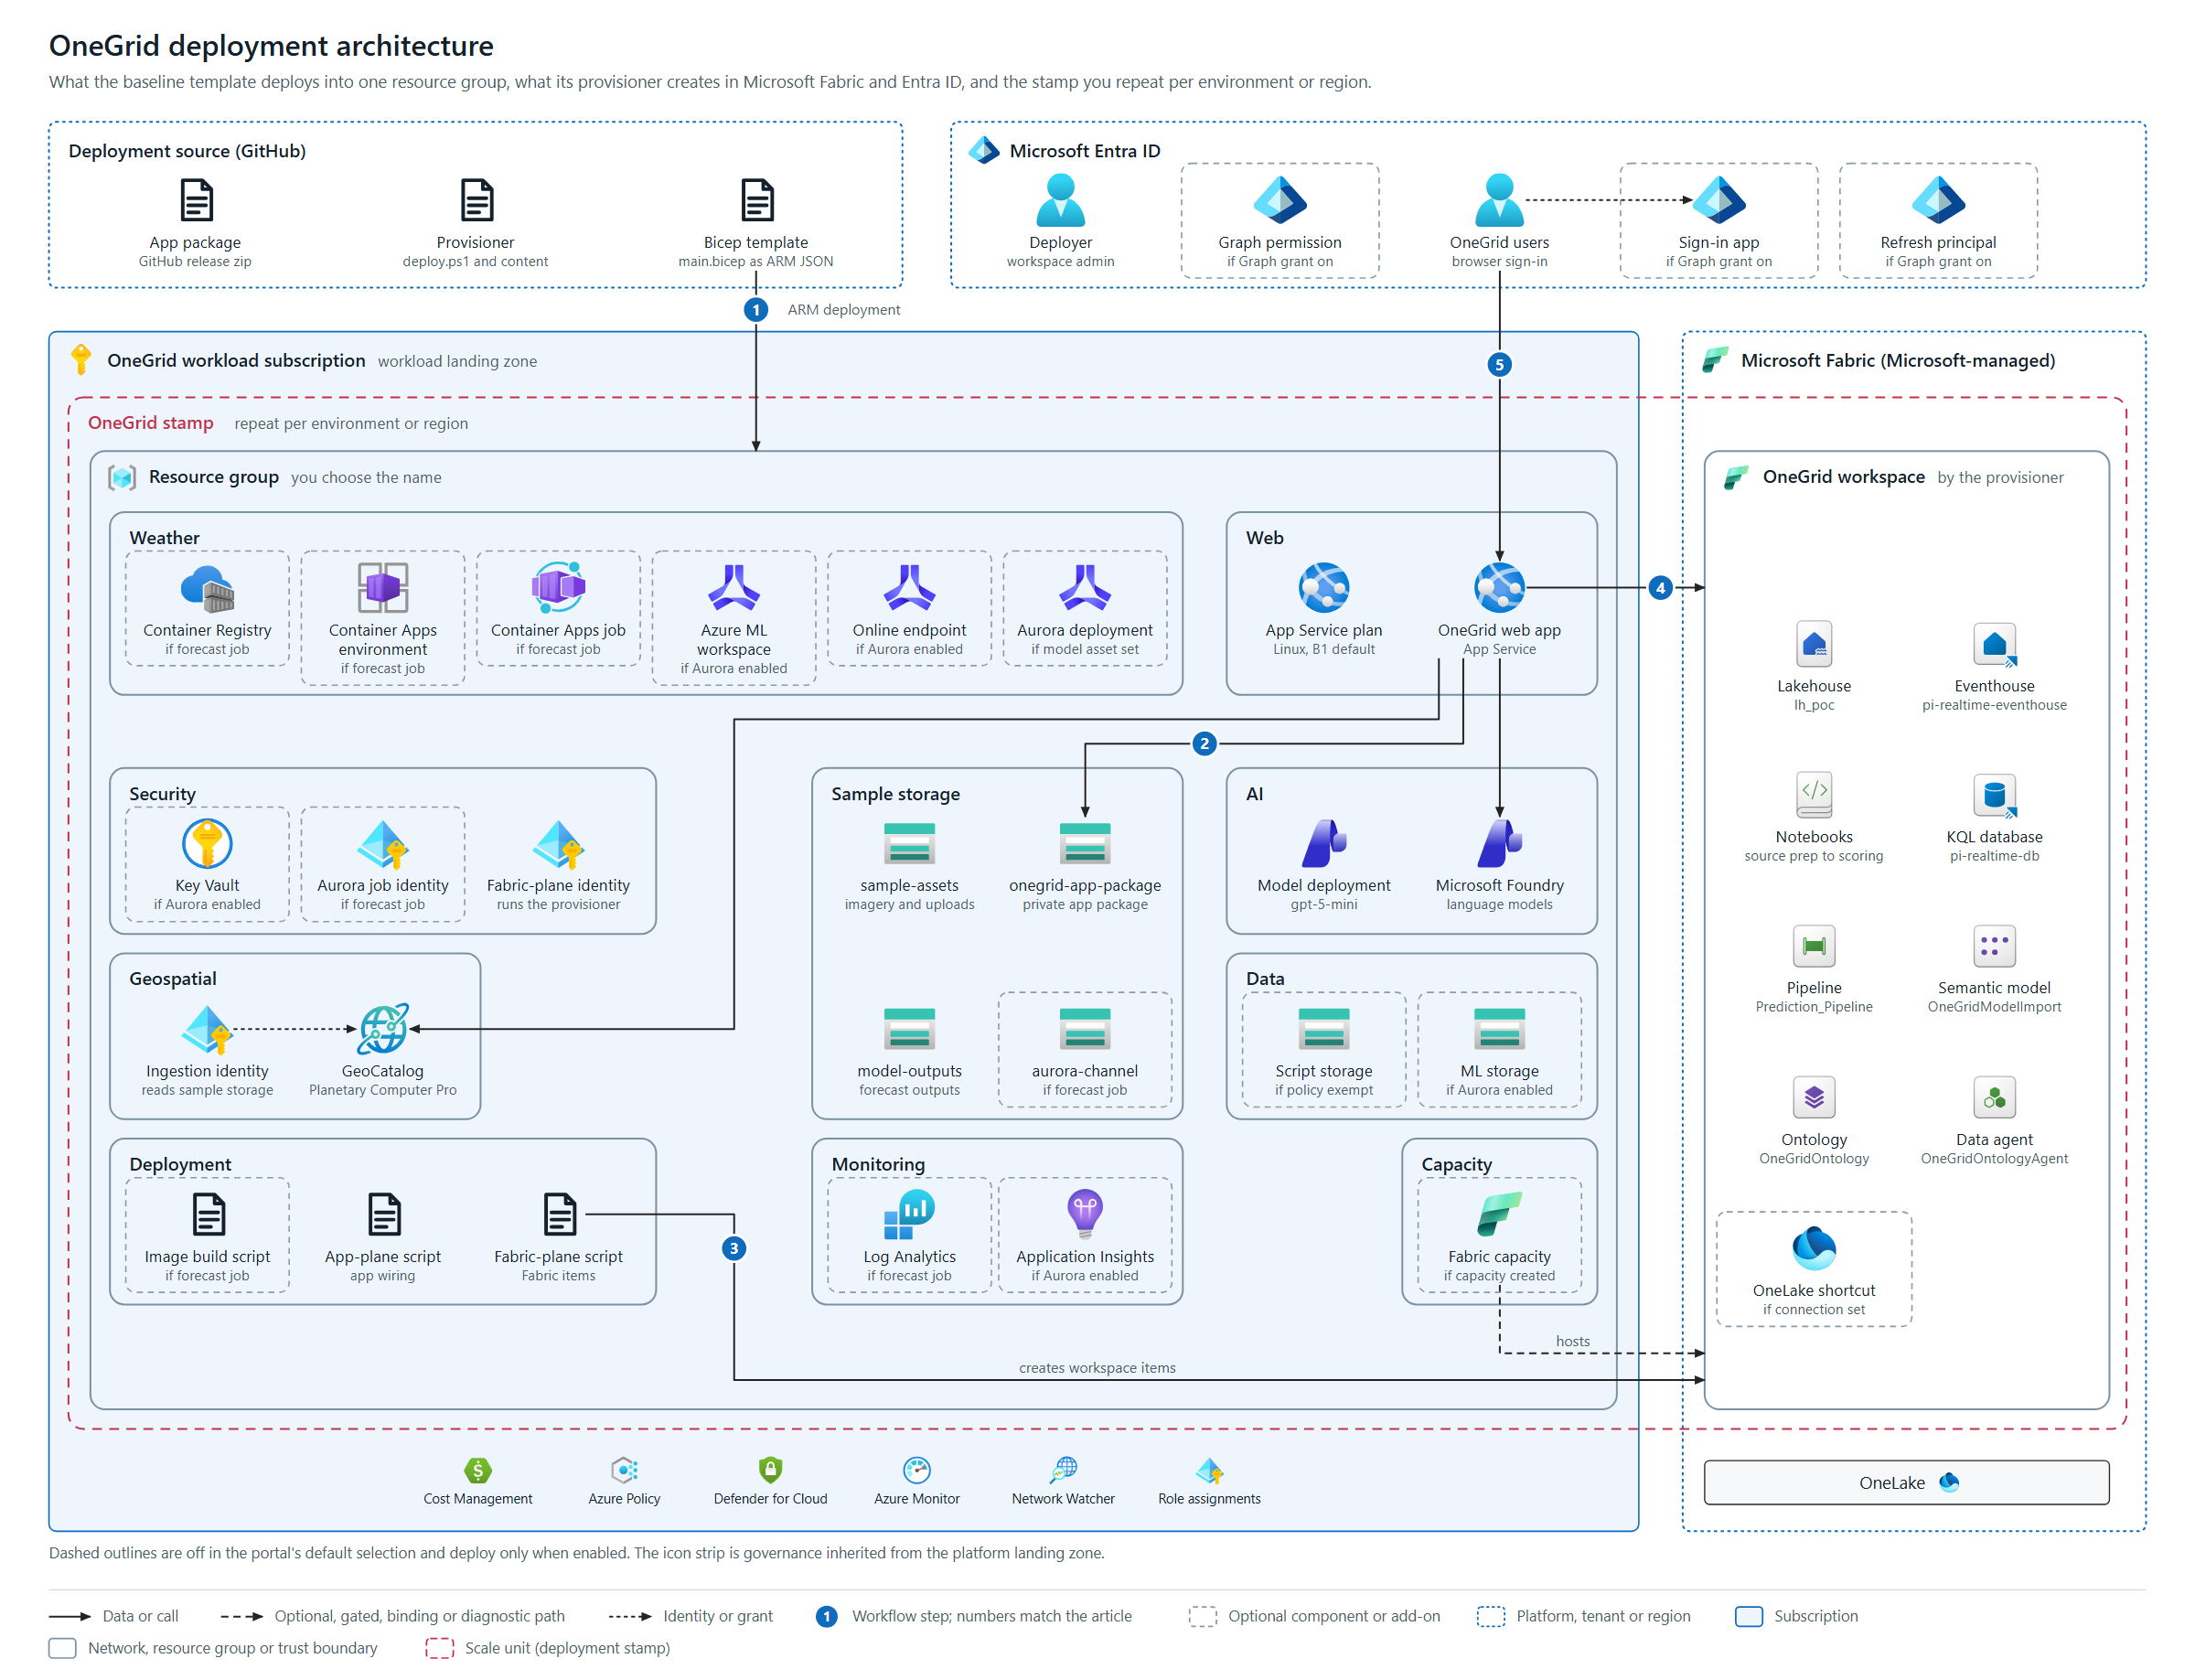 OneGrid deployment architecture
What the baseline template deploys into one resource group, what its provisioner creates in Microsoft Fabric and Entra ID, and the stamp you repeat per environment or region.
Deployment source (GitHub)
App package
GitHub release zip
Provisioner
deploy.ps1 and content
Bicep template
main.bicep as ARM JSON
Microsoft Entra ID
Deployer
workspace admin
Graph permission
if Graph grant on
OneGrid users
browser sign-in
Sign-in app
if Graph grant on
Refresh principal
if Graph grant on
1
ARM deployment
5
OneGrid workload subscription
workload landing zone
OneGrid stamp
repeat per environment or region
Resource group
you choose the name
Weather
Container Registry
if forecast job
Container Apps
environment
if forecast job
Container Apps job
if forecast job
Azure ML
workspace
if Aurora enabled
Online endpoint
if Aurora enabled
Aurora deployment
if model asset set
Web
App Service plan
Linux, B1 default
OneGrid web app
App Service
4
2
Security
Key Vault
if Aurora enabled
Aurora job identity
if forecast job
Fabric-plane identity
runs the provisioner
Sample storage
sample-assets
imagery and uploads
onegrid-app-package
private app package
model-outputs
forecast outputs
aurora-channel
if forecast job
AI
Model deployment
gpt-5-mini
Microsoft Foundry
language models
Geospatial
Ingestion identity
reads sample storage
GeoCatalog
Planetary Computer Pro
Data
Script storage
if policy exempt
ML storage
if Aurora enabled
Deployment
Image build script
if forecast job
App-plane script
app wiring
Fabric-plane script
Fabric items
3
Monitoring
Log Analytics
if forecast job
Application Insights
if Aurora enabled
Capacity
Fabric capacity
if capacity created
hosts
creates workspace items
Microsoft Fabric (Microsoft-managed)
OneGrid workspace
by the provisioner
Lakehouse
lh_poc
Eventhouse
pi-realtime-eventhouse
Notebooks
source prep to scoring
KQL database
pi-realtime-db
Pipeline
Prediction_Pipeline
Semantic model
OneGridModelImport
Ontology
OneGridOntology
Data agent
OneGridOntologyAgent
OneLake shortcut
if connection set
OneLake
Cost Management
Azure Policy
Defender for Cloud
Azure Monitor
Network Watcher
Role assignments
Dashed outlines are off in the portal's default selection and deploy only when enabled. The icon strip is governance inherited from the platform landing zone.
Data or call
Optional, gated, binding or diagnostic path
Identity or grant
1
Workflow step; numbers match the article
Optional component or add-on
Platform, tenant or region
Subscription
Network, resource group or trust boundary
Scale unit (deployment stamp)